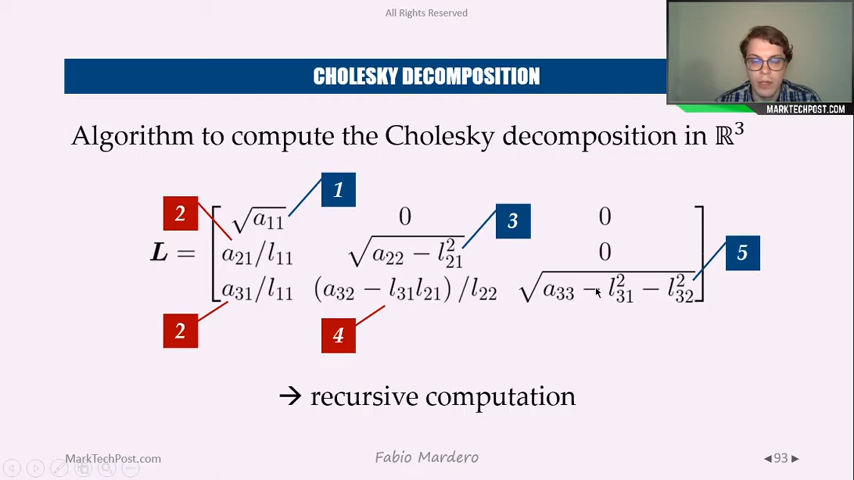 All Rights Reserved
CHOLESKY DECOMPOSITION
MARKTECHPOST.COM
Algorithm to compute the Cholesky decomposition in ℝ³
2 1 3 5
L = [ √a₁₁ 0 0
a₂₁/l₁₁ √(a₂₂ − l₂₁²) 0
a₃₁/l₁₁ (a₃₂ − l₃₁l₂₁)/l₂₂ √(a₃₃ − l₃₁² − l₃₂²) ]
2 4
→ recursive computation
MarkTechPost.com Fabio Mardero ◀93▶